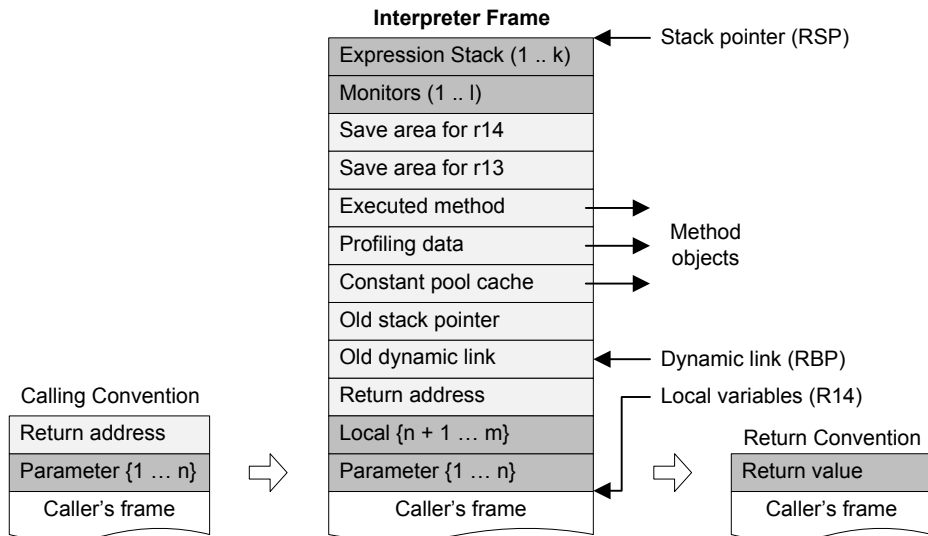 Interpreter Frame
Expression Stack (1 .. k)
Monitors (1 .. l)
Save area for r14
Save area for r13
Executed method
Profiling data
Constant pool cache
Old stack pointer
Old dynamic link
Return address
Local {n + 1 … m}
Parameter {1 … n}
Caller's frame
Stack pointer (RSP)
Method
objects
Dynamic link (RBP)
Local variables (R14)
Calling Convention
Return address
Parameter {1 … n}
Caller's frame
Return Convention
Return value
Caller's frame